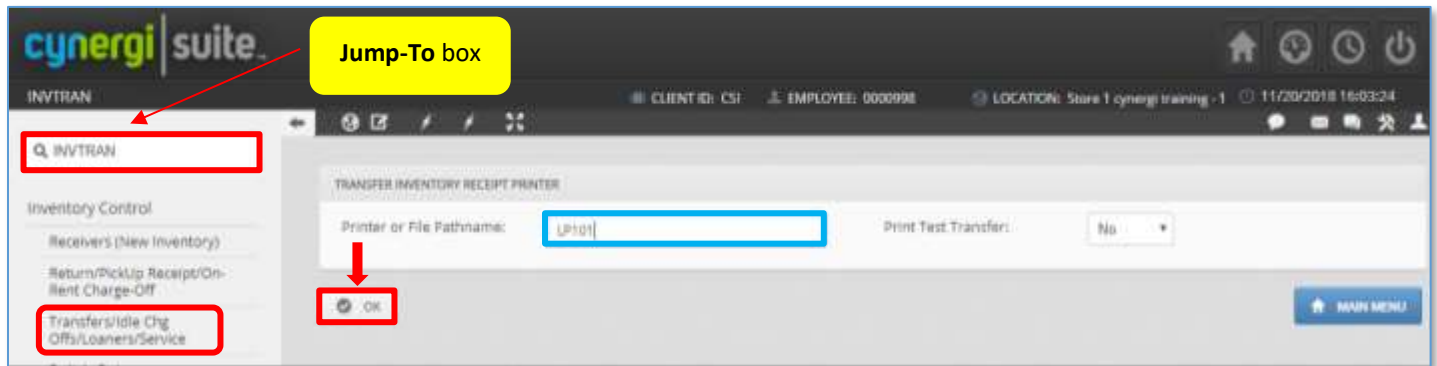 cynergi suite.
Jump-To box
INVTRAN
CLIENT ID: CSI EMPLOYEE: 0000998 LOCATION: Store 1 cynergi training - 1 11/20/2018 16:03:24
INVTRAN
TRANSFER INVENTORY RECEIPT PRINTER
Inventory Control
Printer or File Pathname: LP101 Print Test Transfer: No
Receivers (New Inventory)
Return/PickUp Receipt/On-
Rent Charge-Off
OK
MAIN MENU
Transfers/Idle Chg
Offs/Loaners/Service